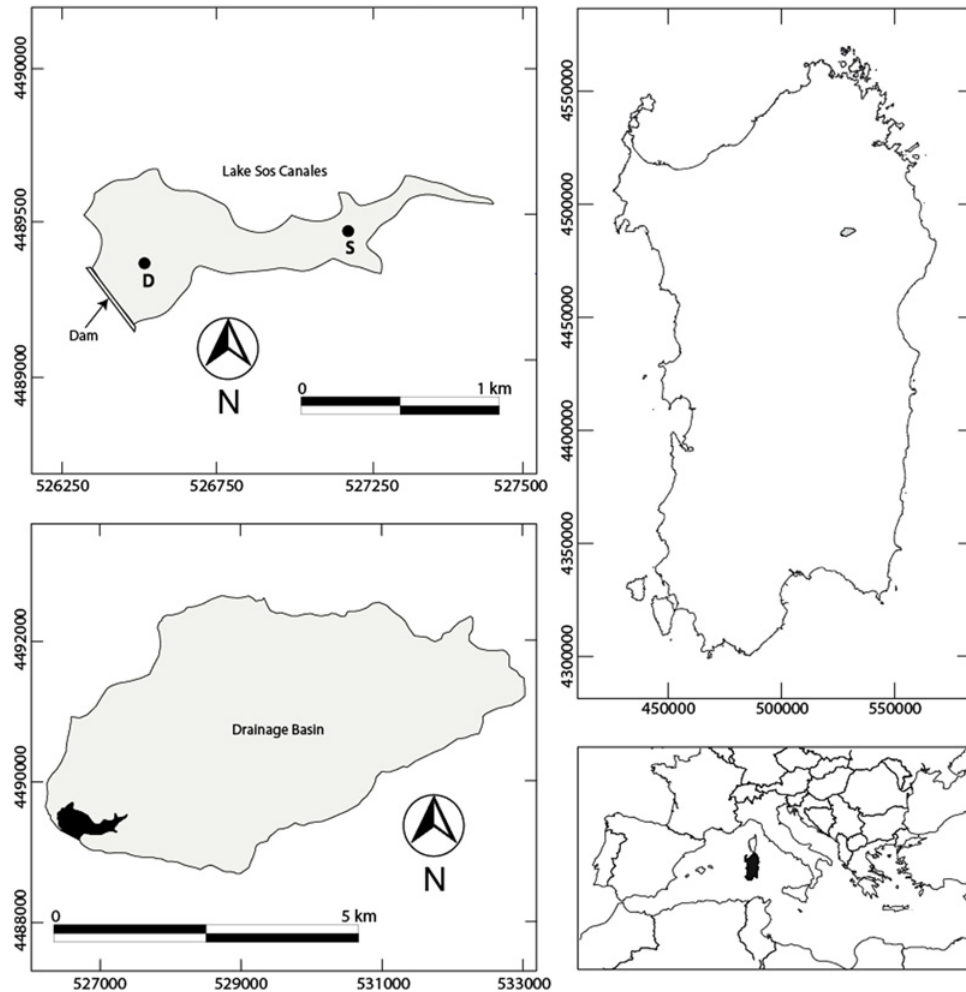 4490000
4489500
4489000
Lake Sos Canales
S
D
Dam
N
0 1 km
526250 526750 527250 527500
4550000
4500000
4450000
4400000
4350000
4300000
450000 500000 550000
4492000
4490000
4488000
Drainage Basin
N
0 5 km
527000 529000 531000 533000